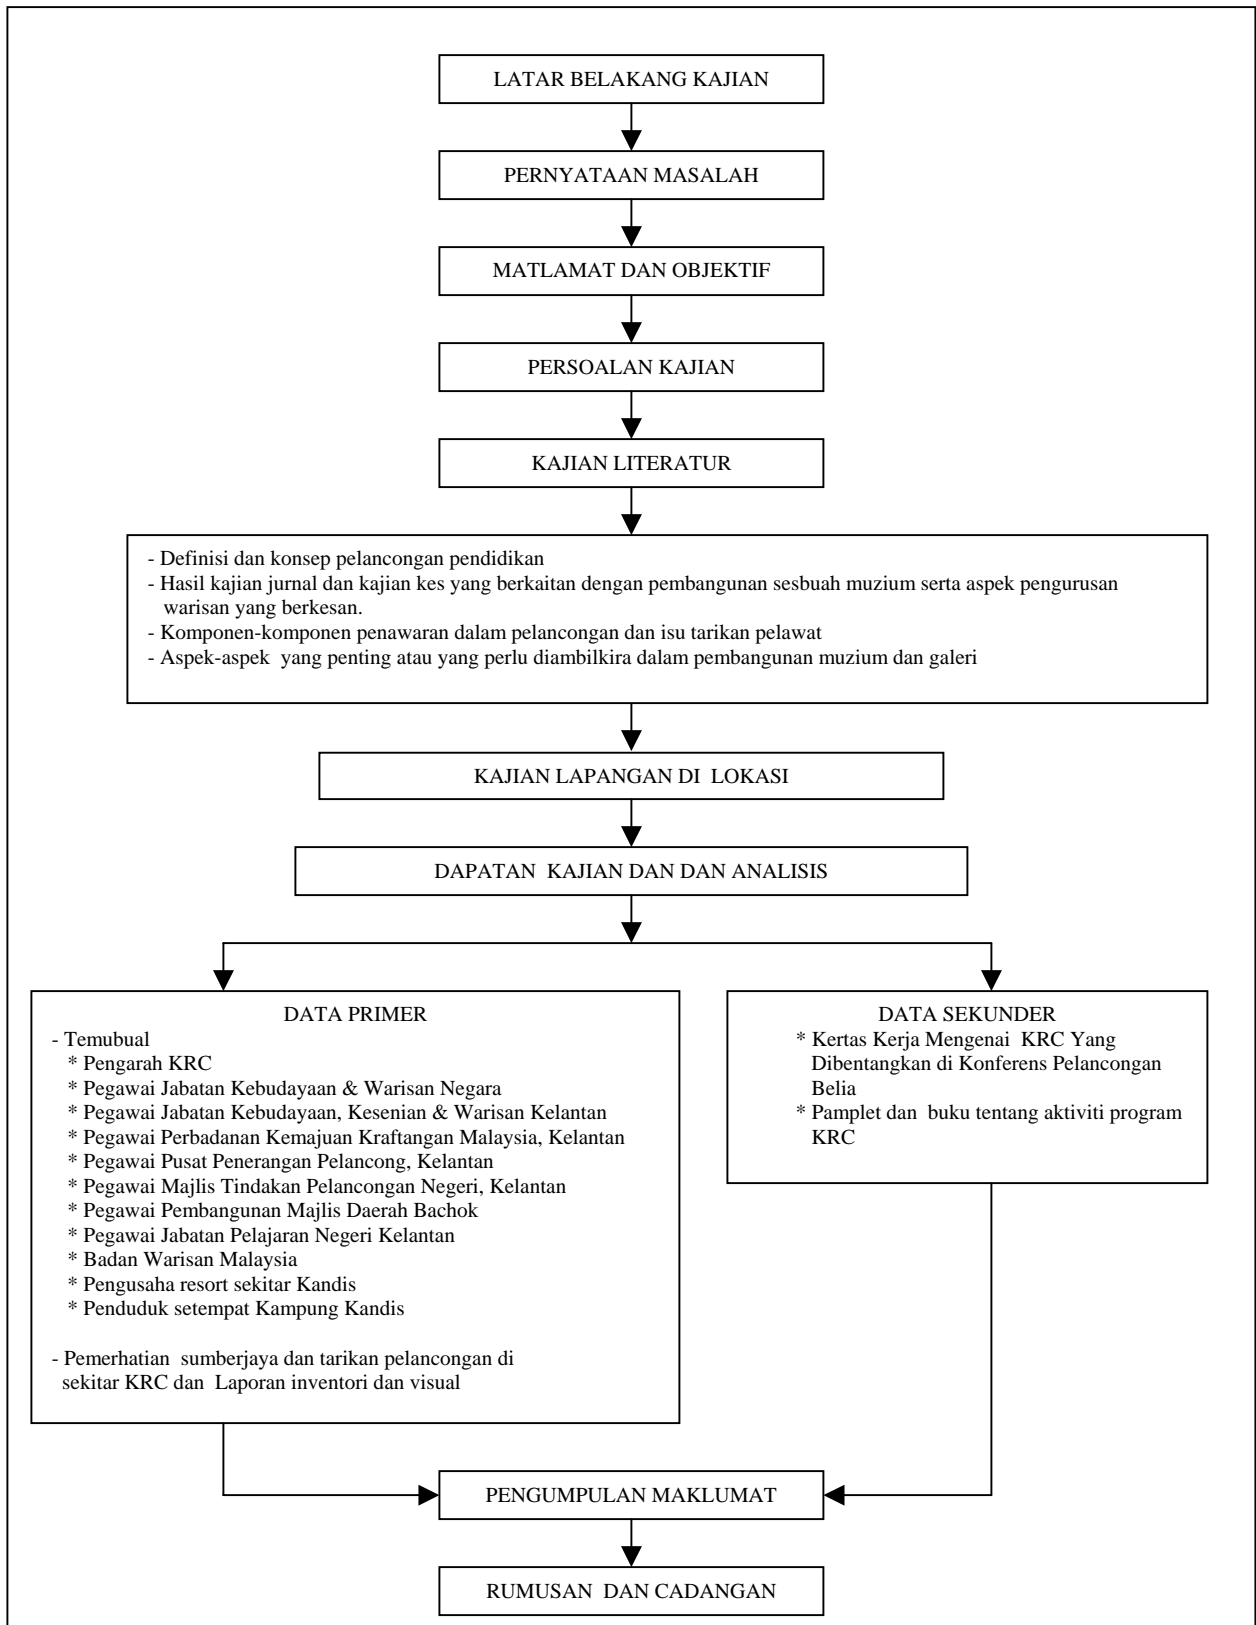 LATAR BELAKANG KAJIAN
PERNYATAAN MASALAH
MATLAMAT DAN OBJEKTIF
PERSOALAN KAJIAN
KAJIAN LITERATUR
- Definisi dan konsep pelancongan pendidikan
- Hasil kajian jurnal dan kajian kes yang berkaitan dengan pembangunan sesbuah muzium serta aspek pengurusan
warisan yang berkesan.
- Komponen-komponen penawaran dalam pelancongan dan isu tarikan pelawat
- Aspek-aspek yang penting atau yang perlu diambilkira dalam pembangunan muzium dan galeri
KAJIAN LAPANGAN DI LOKASI
DAPATAN KAJIAN DAN DAN ANALISIS
DATA PRIMER
- Temubual
* Pengarah KRC
* Pegawai Jabatan Kebudayaan & Warisan Negara
* Pegawai Jabatan Kebudayaan, Kesenian & Warisan Kelantan
* Pegawai Perbadanan Kemajuan Kraftangan Malaysia, Kelantan
* Pegawai Pusat Penerangan Pelancong, Kelantan
* Pegawai Majlis Tindakan Pelancongan Negeri, Kelantan
* Pegawai Pembangunan Majlis Daerah Bachok
* Pegawai Jabatan Pelajaran Negeri Kelantan
* Badan Warisan Malaysia
* Pengusaha resort sekitar Kandis
* Penduduk setempat Kampung Kandis
- Pemerhatian sumberjaya dan tarikan pelancongan di
sekitar KRC dan Laporan inventori dan visual
DATA SEKUNDER
* Kertas Kerja Mengenai KRC Yang
Dibentangkan di Konferens Pelancongan
Belia
* Pamplet dan buku tentang aktiviti program
KRC
PENGUMPULAN MAKLUMAT
RUMUSAN DAN CADANGAN